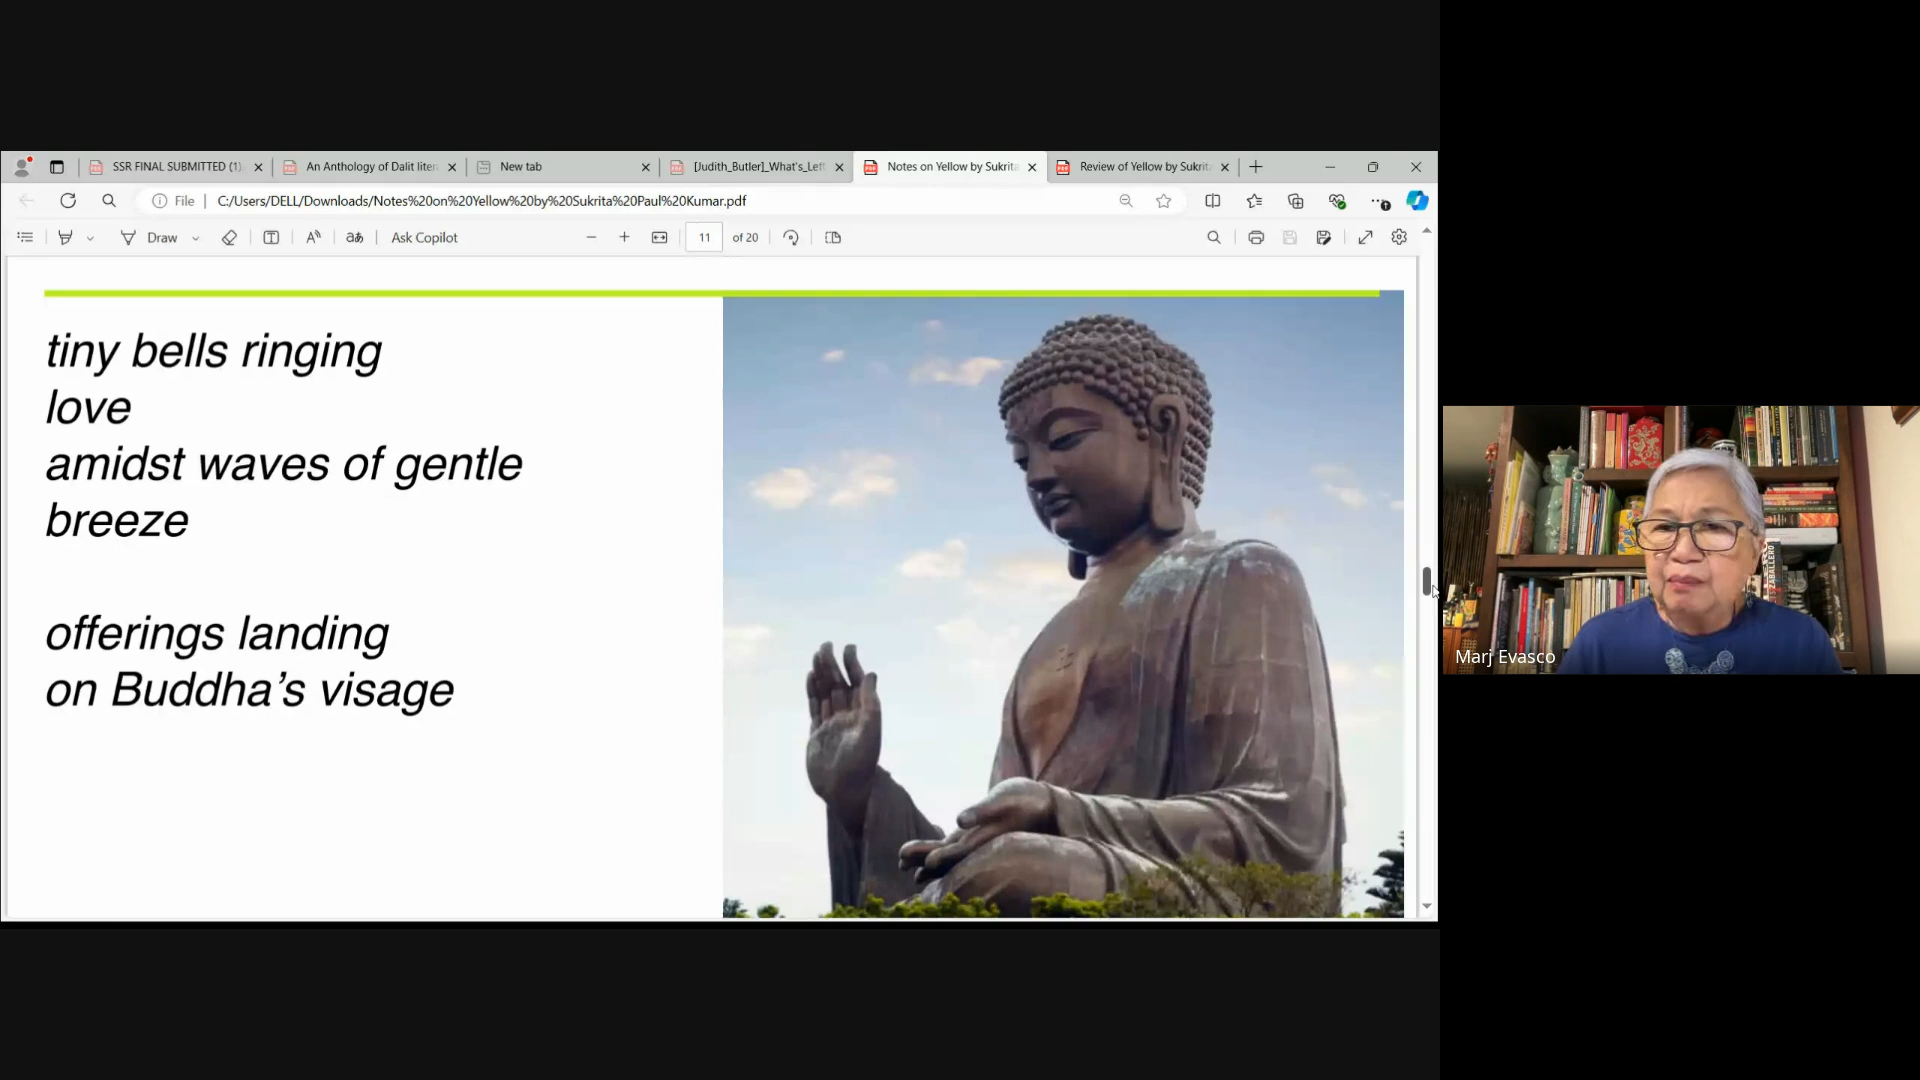 SSR FINAL SUBMITTED (1)
An Anthology of Dalit liter
New tab
[Judith_Butler]_What's_Left
Notes on Yellow by Sukrita
Review of Yellow by Sukrit
File
C:/Users/DELL/Downloads/Notes%20on%20Yellow%20by%20Sukrita%20Paul%20Kumar.pdf
Draw
Ask Copilot
11 of 20
tiny bells ringing
love
amidst waves of gentle
breeze
offerings landing
on Buddha's visage
Marj Evasco